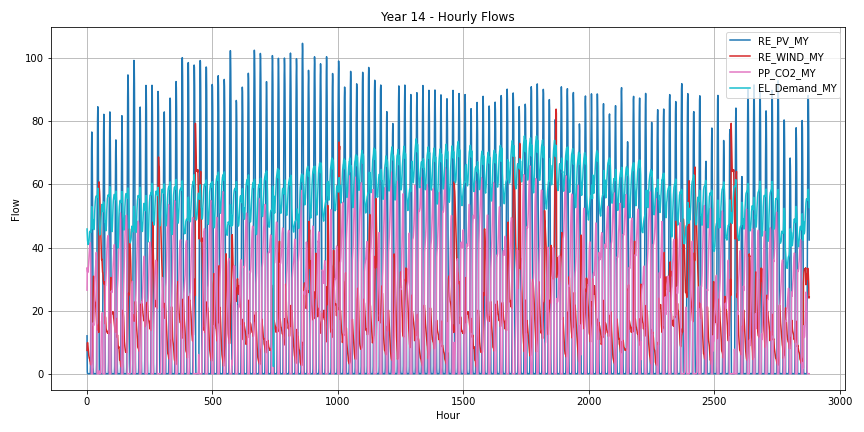 Year 14 - Hourly Flows
RE_PV_MY
RE_WIND_MY
PP_CO2_MY
EL_Demand_MY
Flow
100
80
60
40
20
0
0 500 1000 1500 2000 2500 3000
Hour